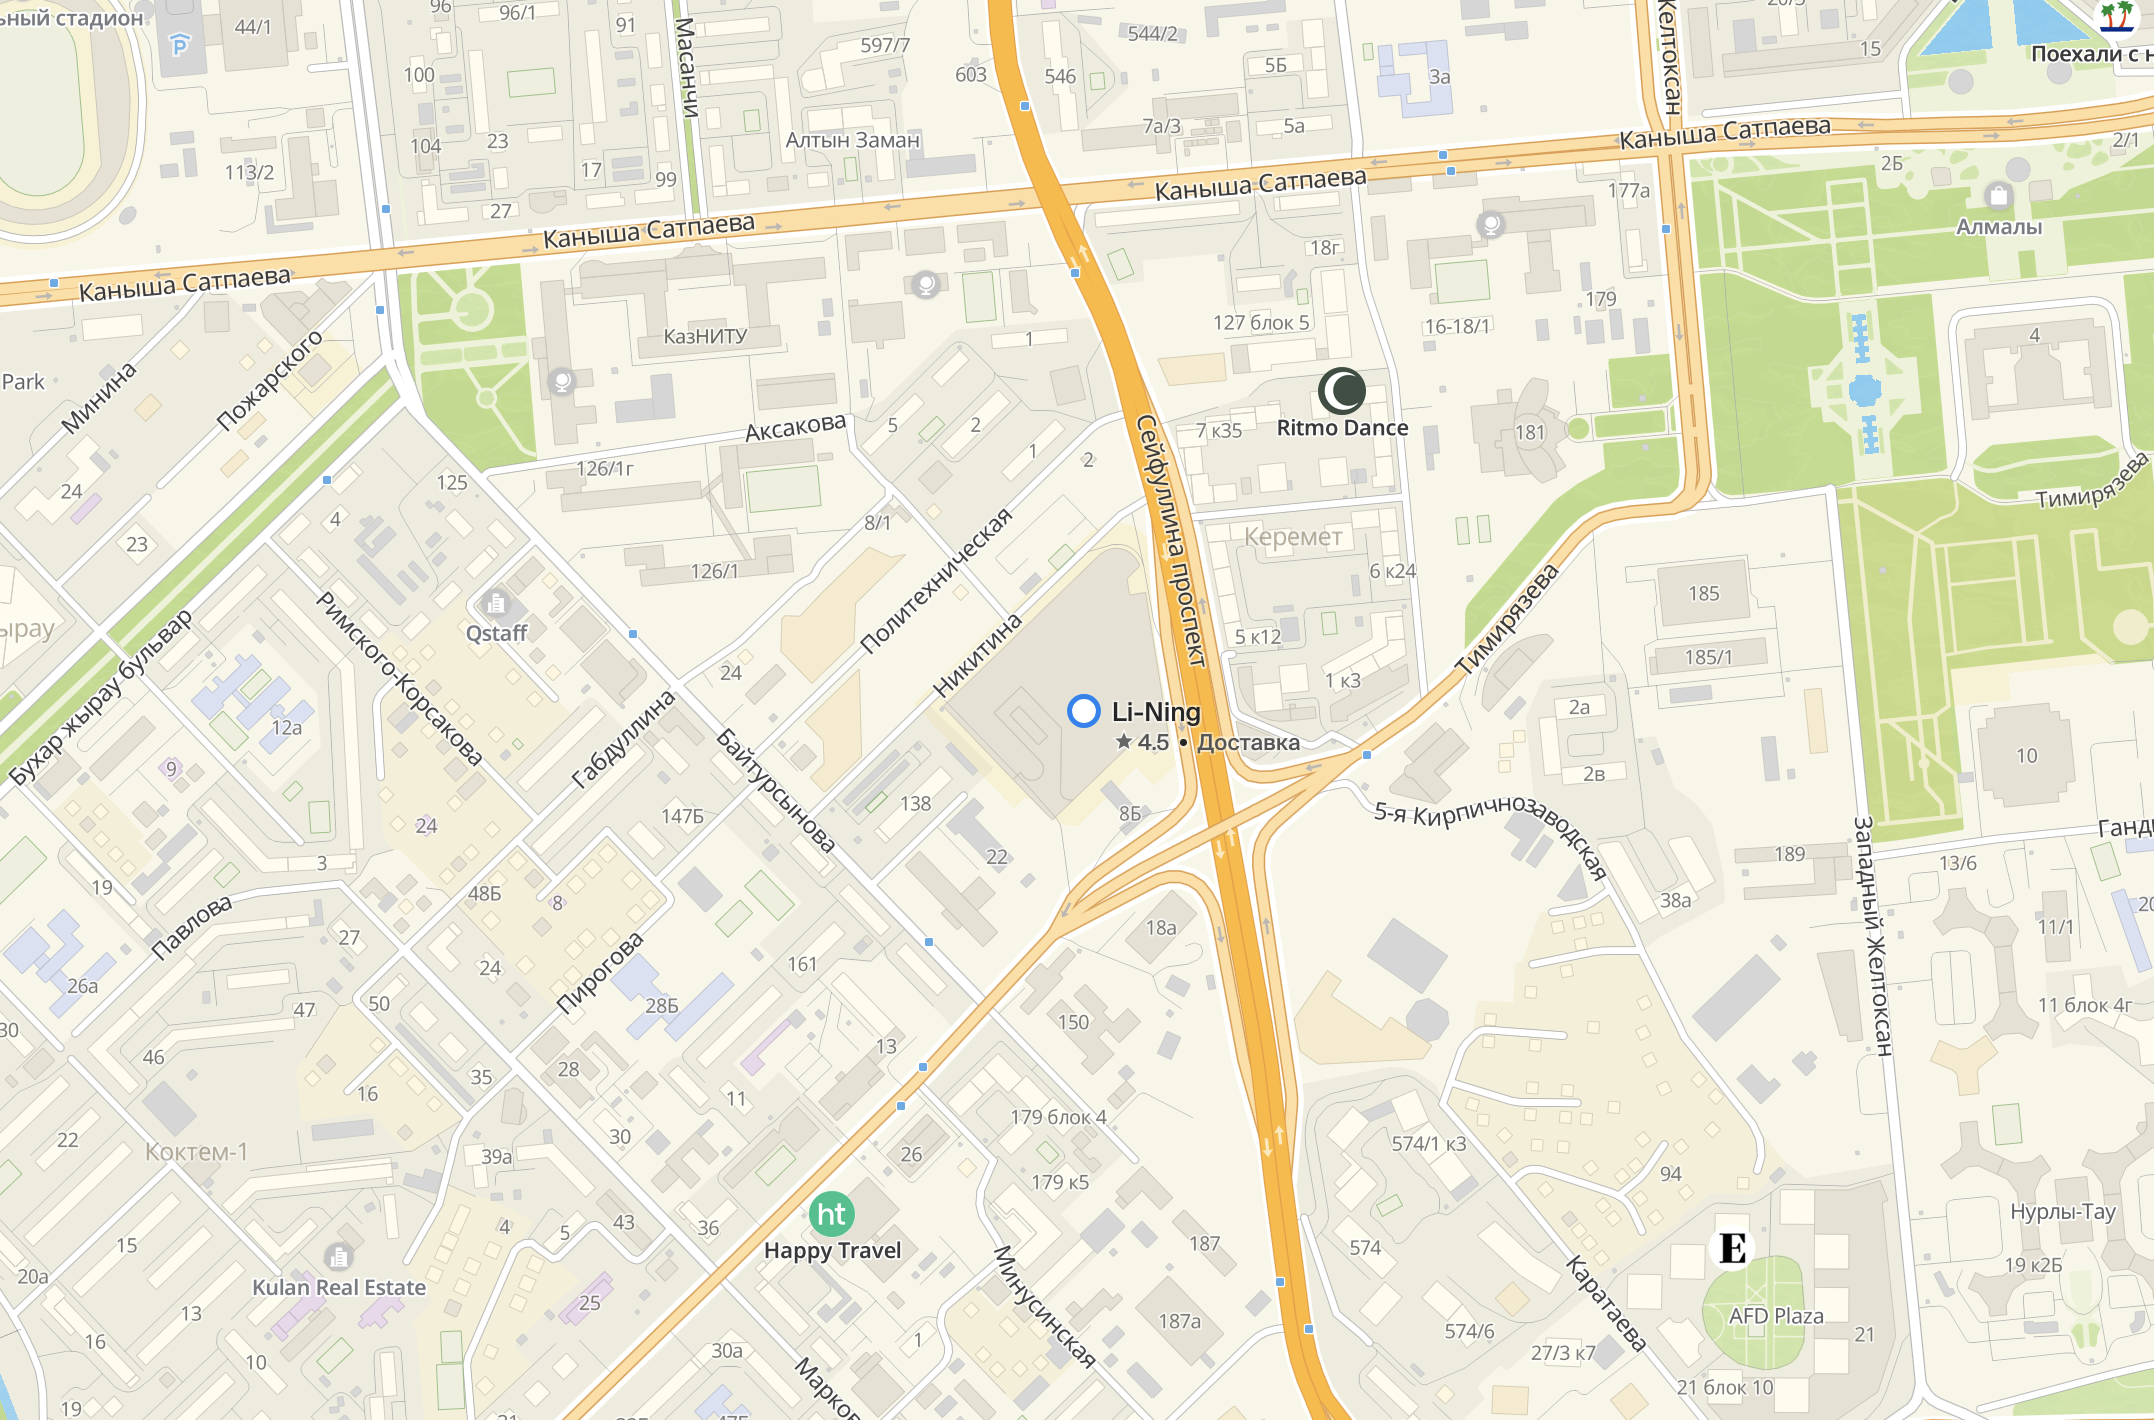 ьный стадион
44/1
96
96/1
91
Масанчи
597/7
603
546
544/2
5Б
3а
Желтоксан
15
Поехали с н
100
104
23
17
99
27
113/2
Алтын Заман
7а/3
5а
Каныша Сатпаева
Каныша Сатпаева
Каныша Сатпаева
Каныша Сатпаева
2Б
2/1
177а
Алмалы
18г
179
Park
Минина
Пожарского
КазНИТУ
1
127 блок 5
16-18/1
4
Аксакова
5
2
1
2
7 к35
Ritmo Dance
181
Тимирязева
24
125
126/1г
4
8/1
23
126/1
Политехническая
Сейфуллина проспект
Керемет
6 к24
Тимирязева
185
185/1
ырау
Бухар жырау бульвар
Римского-Корсакова
Qstaff
Никитина
5 к12
1 к3
24
Габдуллина
12а
9
Байтурсынова
Li-Ning
4.5 • Доставка
2а
2в
10
24
147Б
138
8Б
22
5-я Кирпичнозаводская
Западный Желтоксан
189
13/6
Ганд
3
19
48Б
8
Павлова
27
24
18а
38а
11/1
20
26а
Пирогова
161
28Б
50
47
30
46
150
13
11 блок 4г
28
35
16
11
179 блок 4
30
22
Коктем-1
39а
26
574/1 к3
179 к5
94
4
5
43
36
ht
Happy Travel
15
Kulan Real Estate
20а
13
25
Минусинская
187
574
Каратаева
E
AFD Plaza
Нурлы-Тау
19 к2Б
187а
574/6
27/3 к7
21
16
10
30а
1
Марков
21 блок 10
19